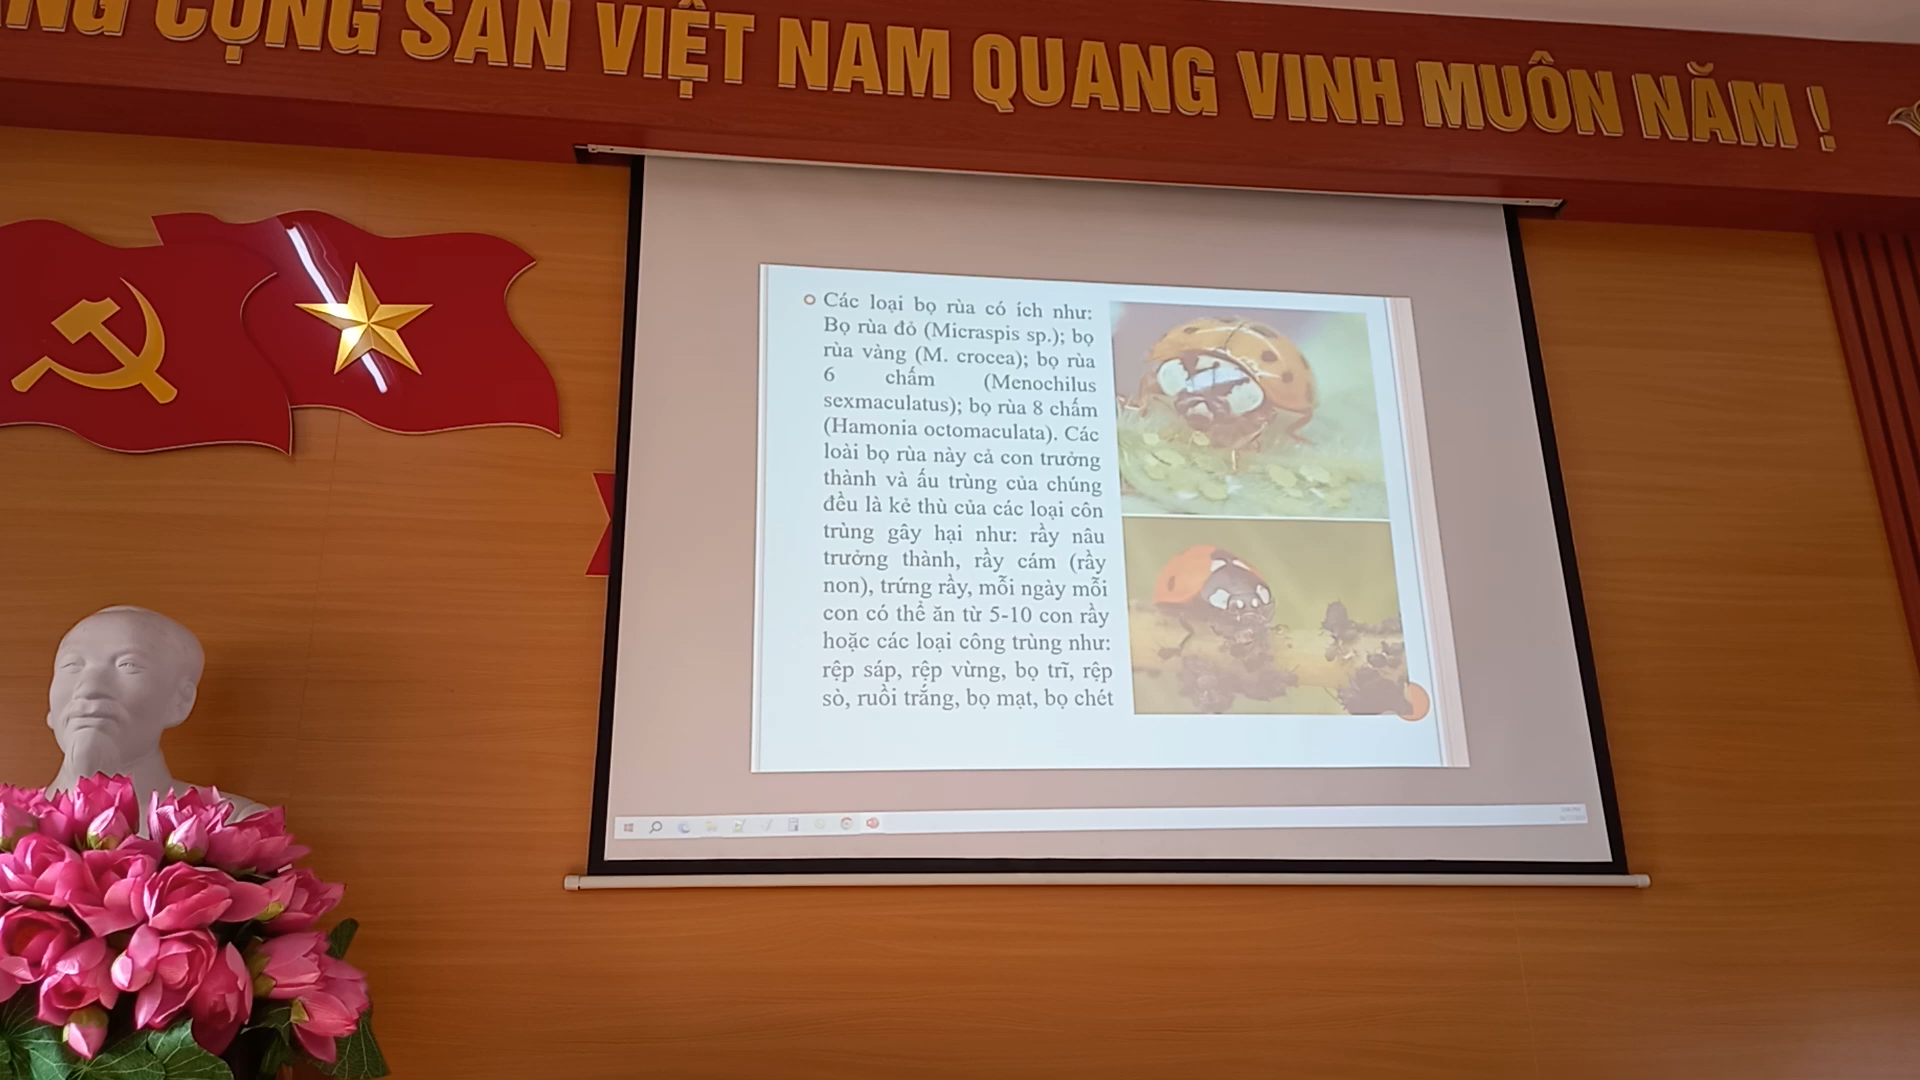 NG CỘNG SẢN VIỆT NAM QUANG VINH MUÔN NĂM !
Các loại bọ rùa có ích như:
Bọ rùa đỏ (Micraspis sp.); bọ
rùa vàng (M. crocea); bọ rùa
6 chấm (Menochilus
sexmaculatus); bọ rùa 8 chấm
(Hamonia octomaculata). Các
loài bọ rùa này cả con trưởng
thành và ấu trùng của chúng
đều là kẻ thù của các loại côn
trùng gây hại như: rầy nâu
trưởng thành, rầy cám (rầy
non), trứng rầy, mỗi ngày mỗi
con có thể ăn từ 5-10 con rầy
hoặc các loại công trùng như:
rệp sáp, rệp vừng, bọ trĩ, rệp
sò, ruồi trắng, bọ mạt, bọ chét